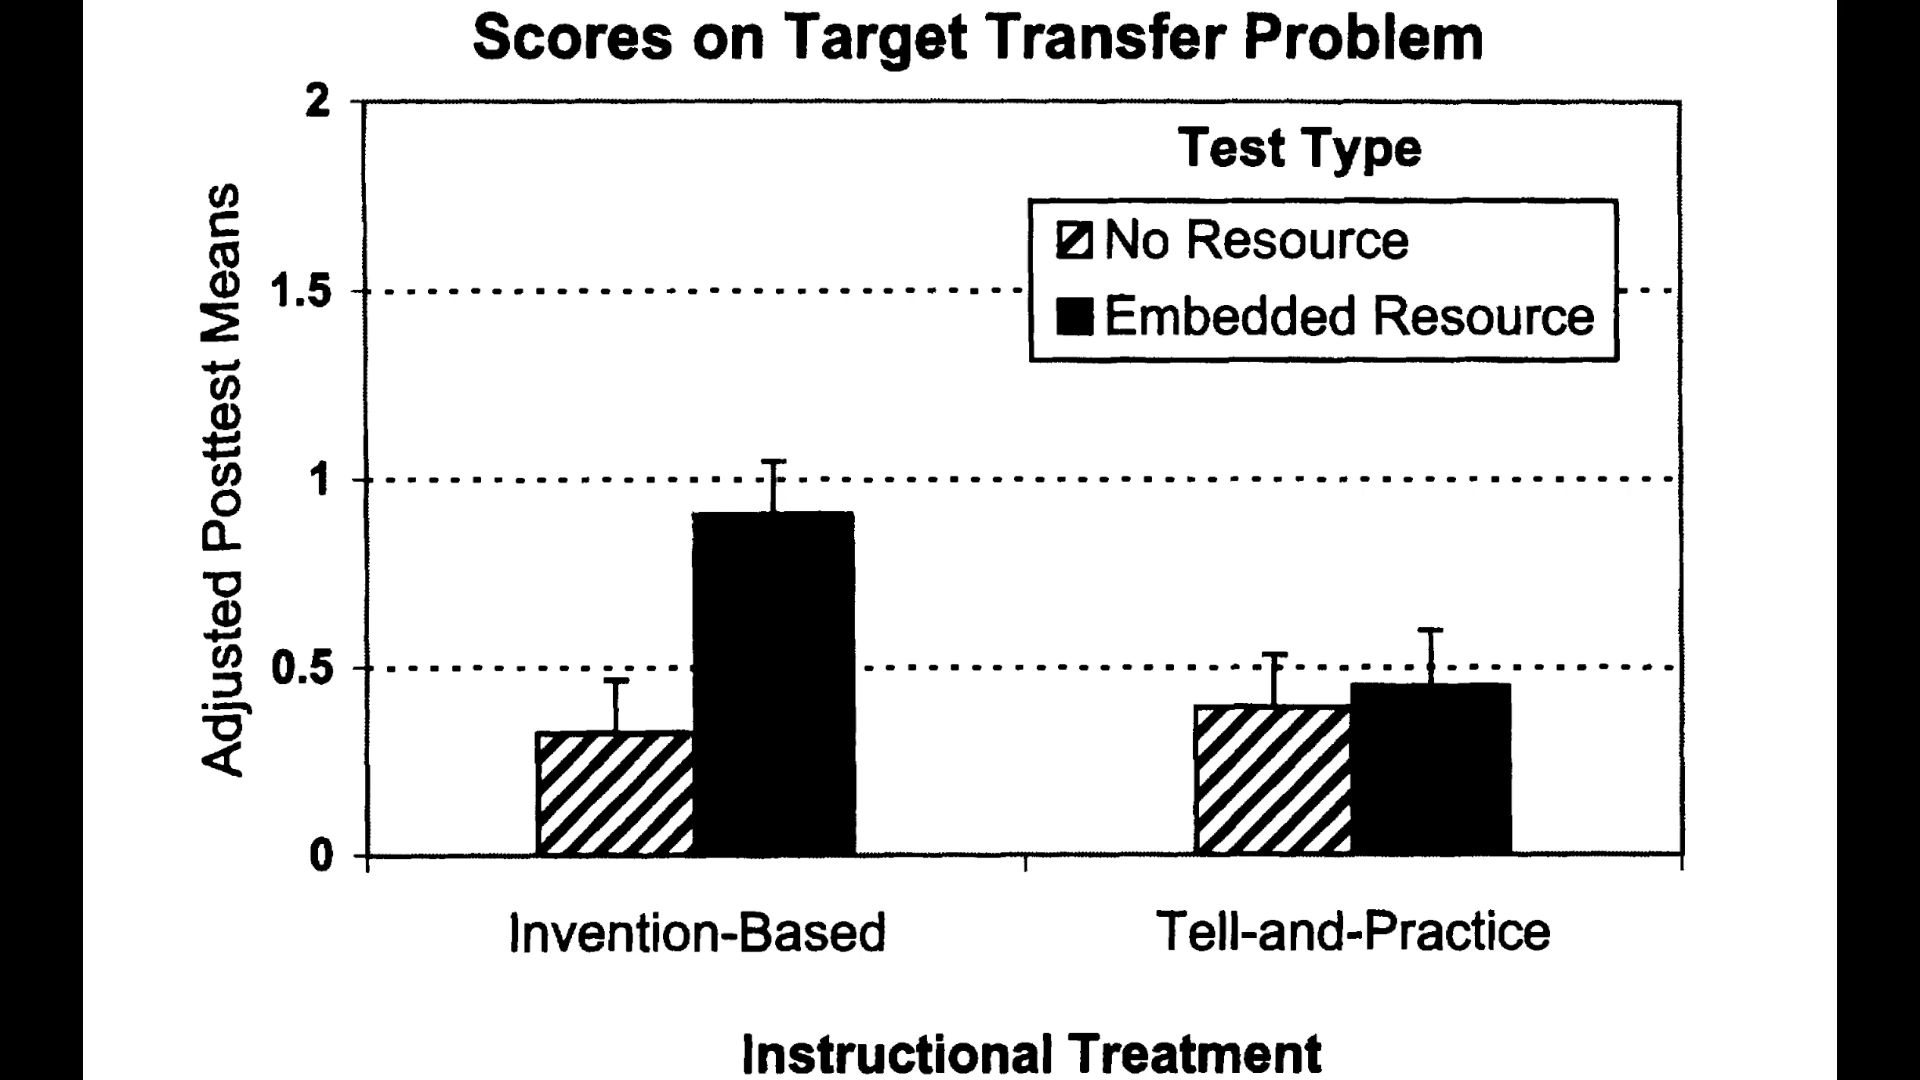 Scores on Target Transfer Problem
2
1.5
1
0.5
0
Adjusted Posttest Means
Test Type
No Resource
Embedded Resource
Invention-Based
Tell-and-Practice
Instructional Treatment